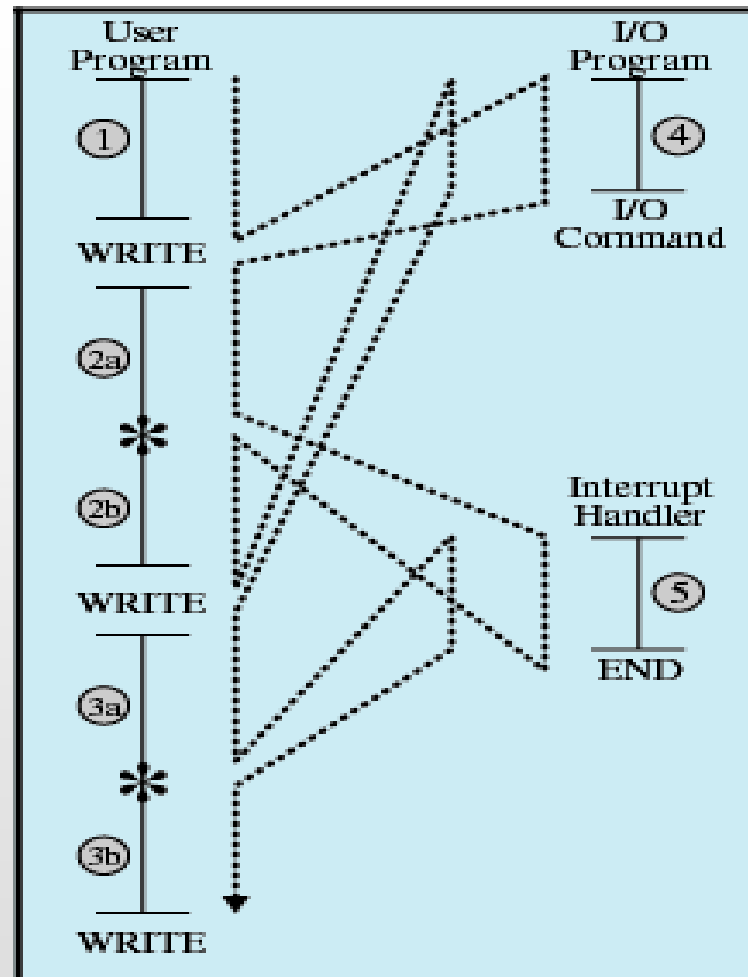 User
Program
1
WRITE
2a
*
2b
WRITE
3a
*
3b
WRITE
I/O
Program
4
I/O
Command
Interrupt
Handler
5
END